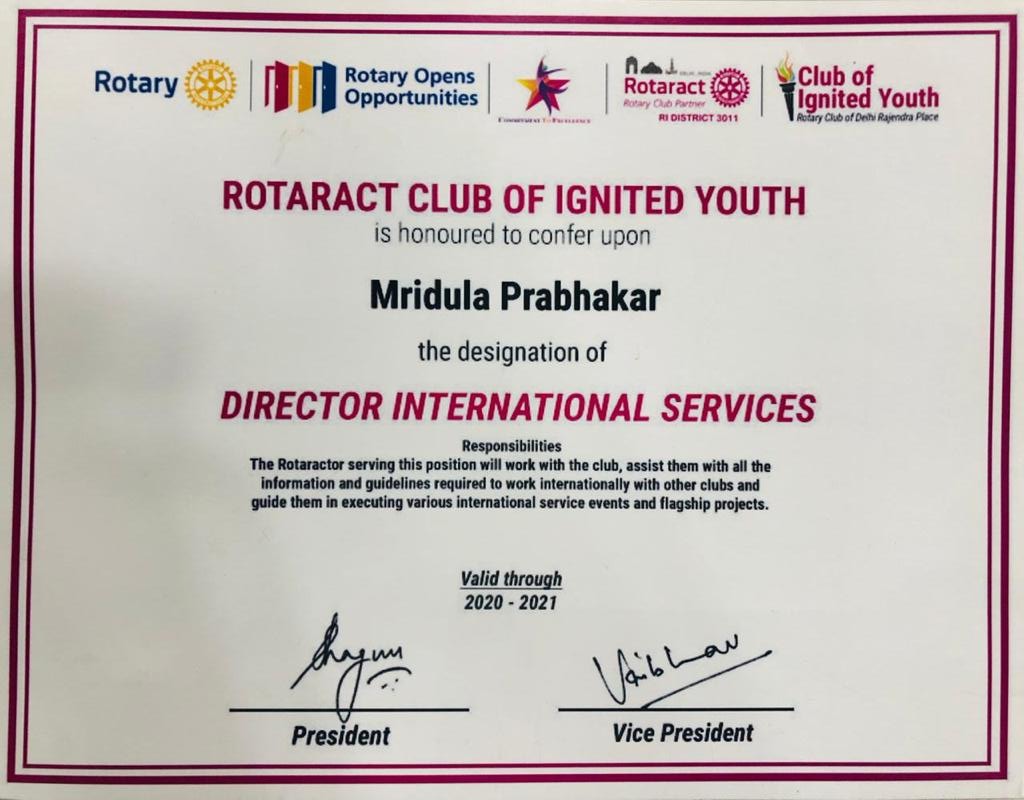 Rotary
Rotary Opens
Opportunities
COMMITMENT TO EXCELLENCE
DELHI, INDIA
Rotaract
Rotary Club Partner
RI DISTRICT 3011
Club of
Ignited Youth
Rotary Club of Delhi Rajendra Place
ROTARACT CLUB OF IGNITED YOUTH
is honoured to confer upon
Mridula Prabhakar
the designation of
DIRECTOR INTERNATIONAL SERVICES
Responsibilities
The Rotaractor serving this position will work with the club, assist them with all the
information and guidelines required to work internationally with other clubs and
guide them in executing various international service events and flagship projects.
Valid through
2020 - 2021
Shagun
Vaibhav
President
Vice President